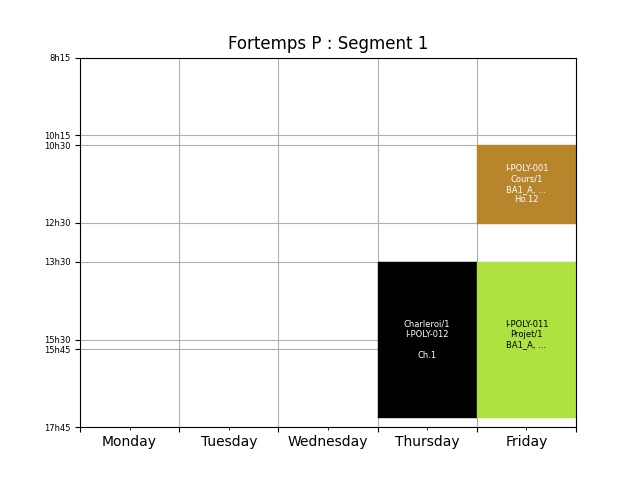 Fortemps P : Segment 1
8h15
10h15
10h30
12h30
13h30
15h30
15h45
17h45
I-POLY-001
Cours/1
BA1_A, ...
Ho.12
Charleroi/1
I-POLY-012
Ch.1
I-POLY-011
Projet/1
BA1_A, ...
Monday
Tuesday
Wednesday
Thursday
Friday